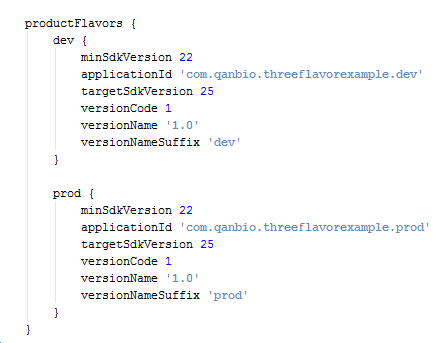 productFlavors {
    dev {
        minSdkVersion 22
        applicationId 'com.qanbio.threeflavorexample.dev'
        targetSdkVersion 25
        versionCode 1
        versionName '1.0'
        versionNameSuffix 'dev'
    }

    prod {
        minSdkVersion 22
        applicationId 'com.qanbio.threeflavorexample.prod'
        targetSdkVersion 25
        versionCode 1
        versionName '1.0'
        versionNameSuffix 'prod'
    }
}